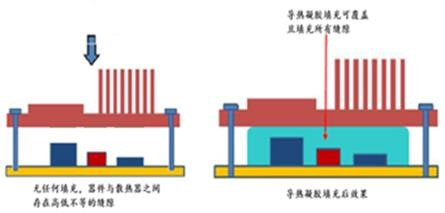 导热凝胶填充可覆盖
且填充所有缝隙
无任何填充，器件与散热器之间
存在高低不等的缝隙
导热凝胶填充后效果